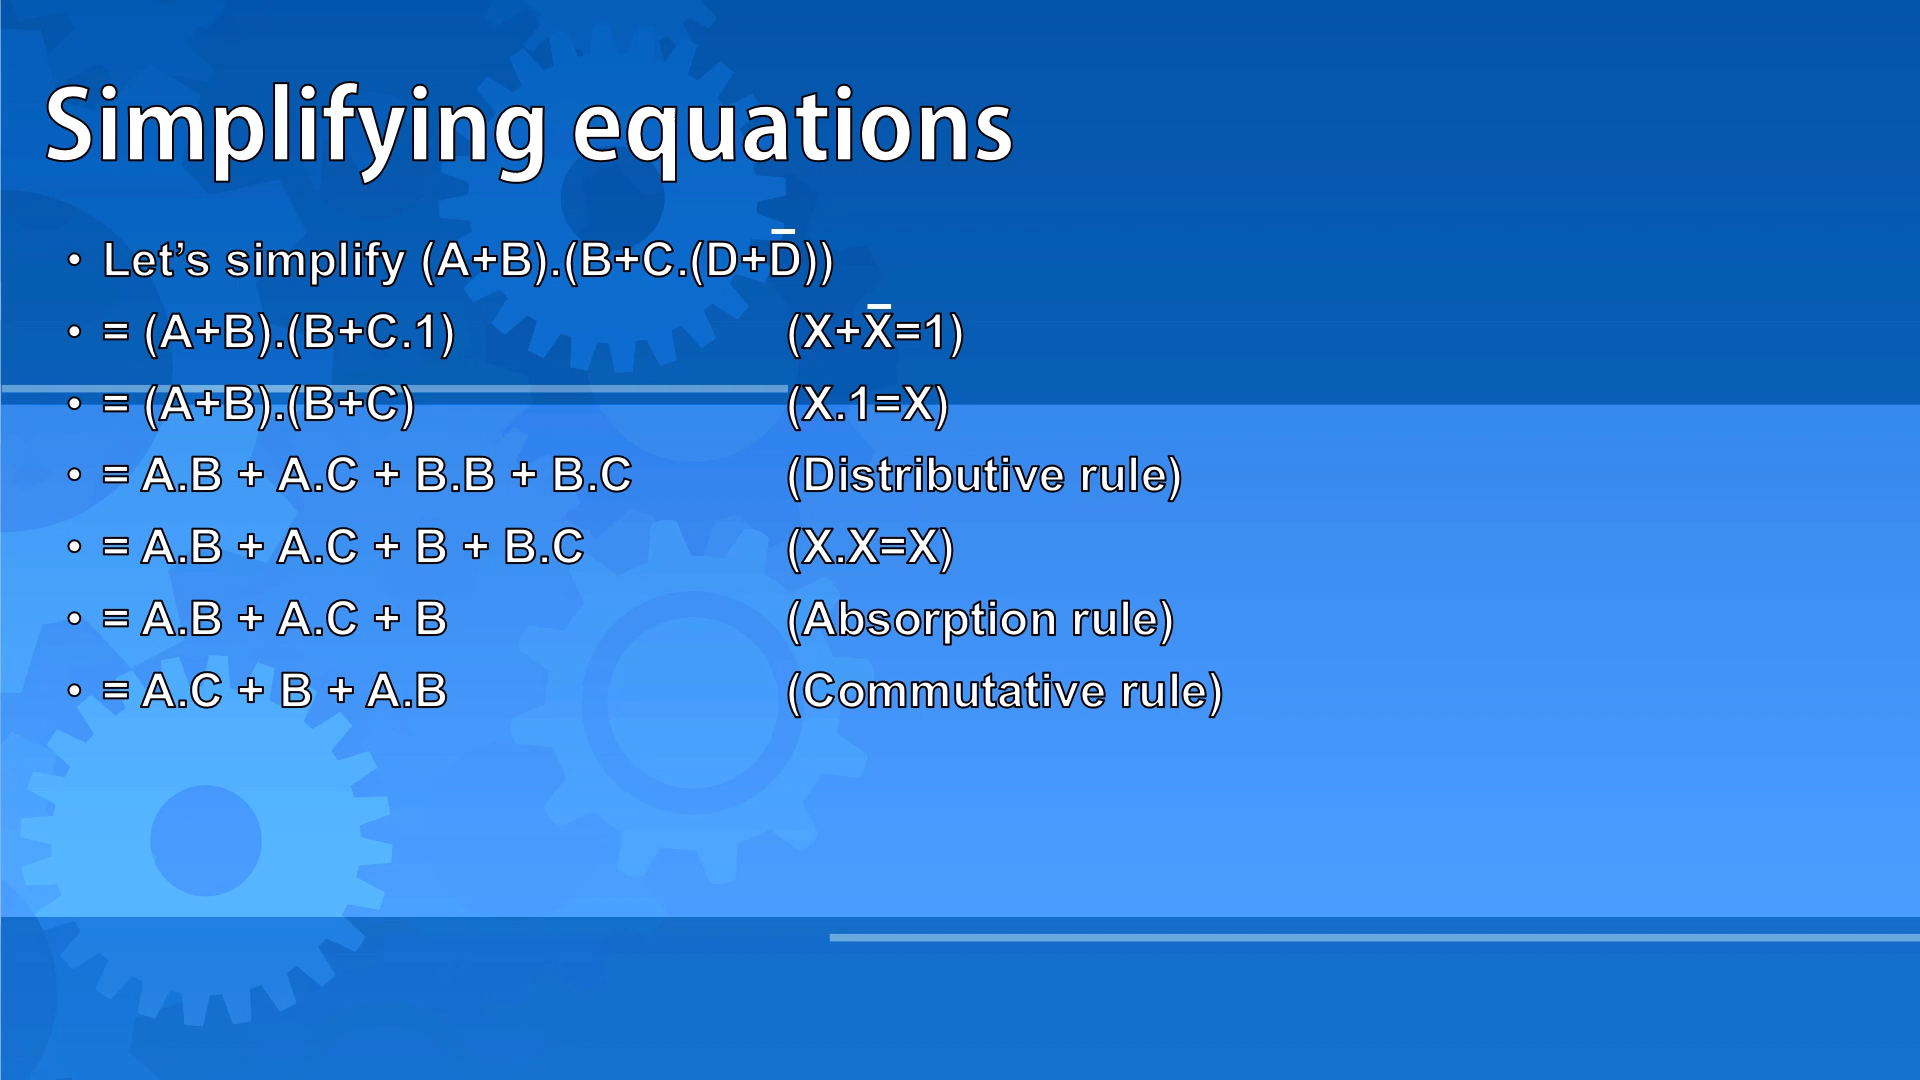 Simplifying equations
• Let’s simplify (A+B).(B+C.(D+D̅))
• = (A+B).(B+C.1) (X+X̅=1)
• = (A+B).(B+C) (X.1=X)
• = A.B + A.C + B.B + B.C (Distributive rule)
• = A.B + A.C + B + B.C (X.X=X)
• = A.B + A.C + B (Absorption rule)
• = A.C + B + A.B (Commutative rule)